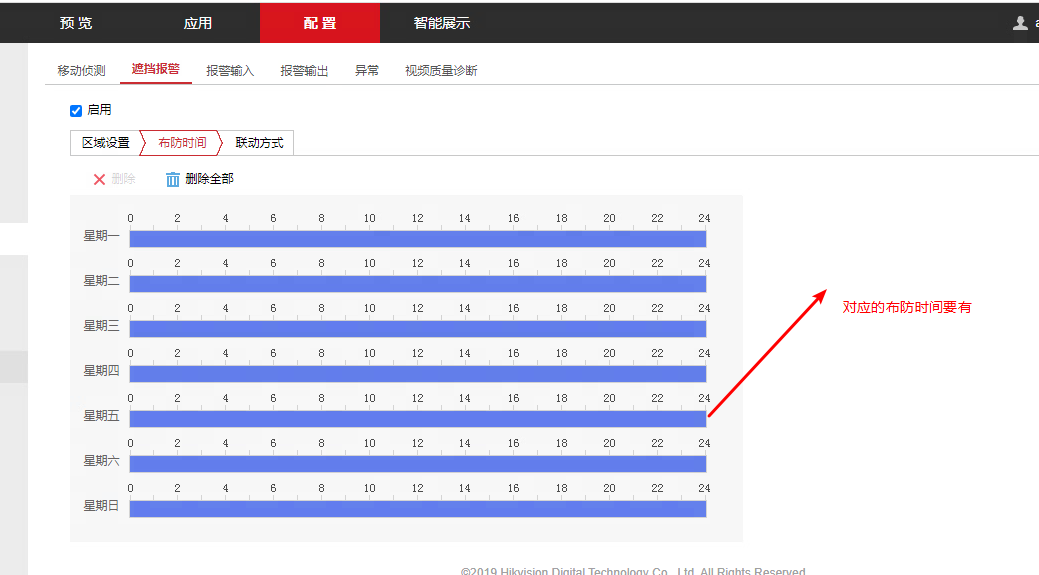 预 览 应用 配 置 智能展示
移动侦测 遮挡报警 报警输入 报警输出 异常 视频质量诊断
启用
区域设置 布防时间 联动方式
删除 删除全部
0 2 4 6 8 10 12 14 16 18 20 22 24
星期一
0 2 4 6 8 10 12 14 16 18 20 22 24
星期二
0 2 4 6 8 10 12 14 16 18 20 22 24
星期三
对应的布防时间要有
0 2 4 6 8 10 12 14 16 18 20 22 24
星期四
0 2 4 6 8 10 12 14 16 18 20 22 24
星期五
0 2 4 6 8 10 12 14 16 18 20 22 24
星期六
0 2 4 6 8 10 12 14 16 18 20 22 24
星期日
©2019 Hikvision Digital Technology Co., Ltd. All Rights Reserved.